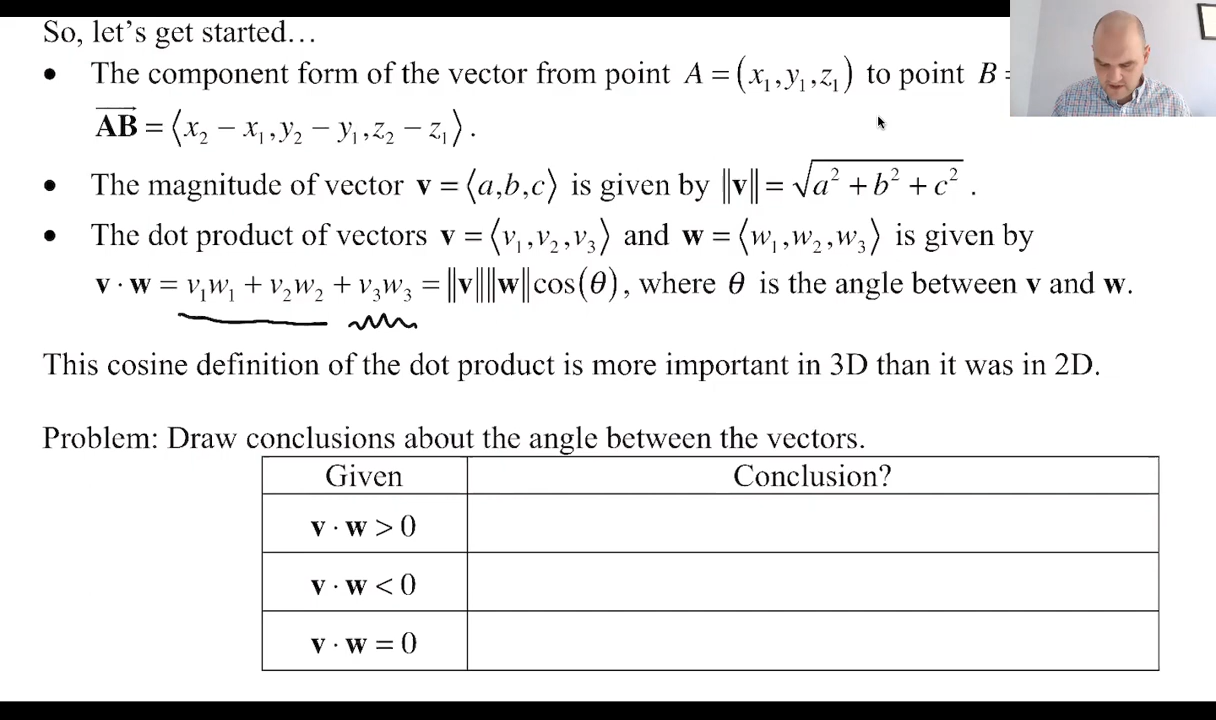 So, let’s get started…
• The component form of the vector from point A = (x₁, y₁, z₁) to point B =
AB = ⟨x₂ − x₁, y₂ − y₁, z₂ − z₁⟩.
• The magnitude of vector v = ⟨a, b, c⟩ is given by ‖v‖ = √(a² + b² + c²).
• The dot product of vectors v = ⟨v₁, v₂, v₃⟩ and w = ⟨w₁, w₂, w₃⟩ is given by
v · w = v₁w₁ + v₂w₂ + v₃w₃ = ‖v‖‖w‖cos(θ), where θ is the angle between v and w.
This cosine definition of the dot product is more important in 3D than it was in 2D.
Problem: Draw conclusions about the angle between the vectors.
Given Conclusion?
v · w > 0
v · w < 0
v · w = 0